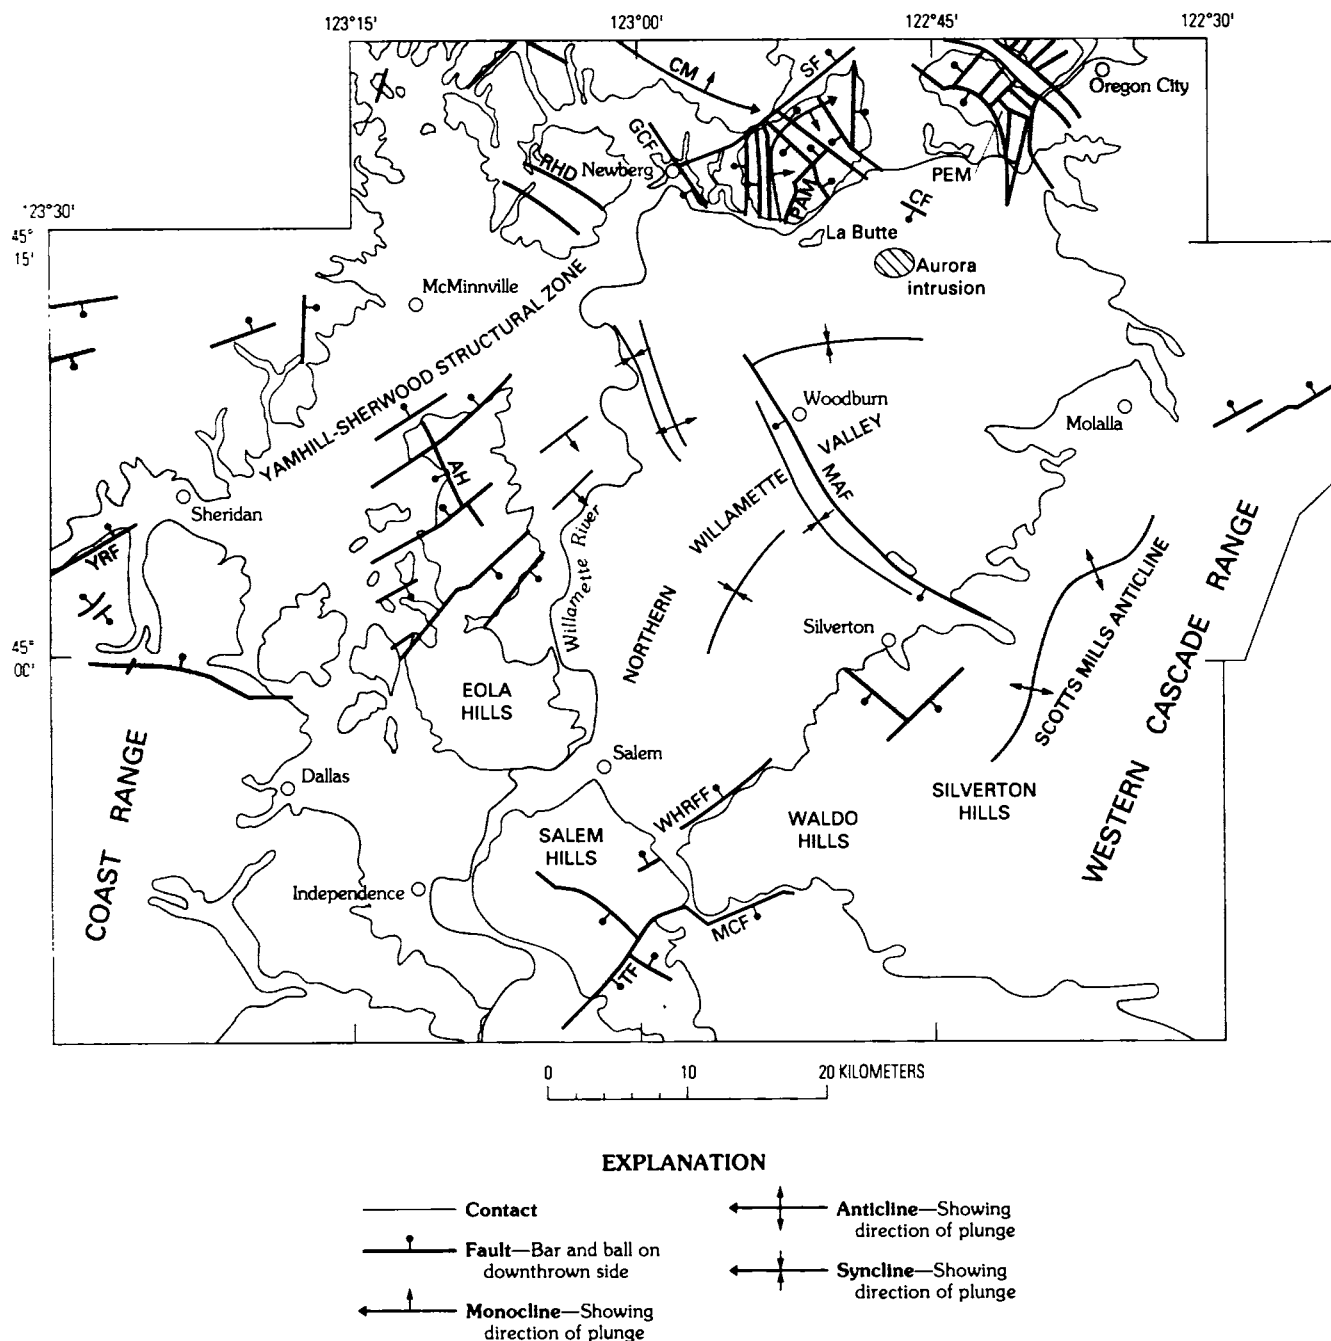 123°15'
123°00'
122°45'
122°30'
CM
SF
Oregon City
GCF
RHD
Newberg
PAM
PEM
CF
123°30'
45°
15'
La Butte
Aurora
intrusion
McMinnville
YAMHILL-SHERWOOD STRUCTURAL ZONE
Woodburn
Molalla
AH
NORTHERN WILLAMETTE VALLEY
MAF
Sheridan
YRF
Willamette River
Silverton
SCOTTS MILLS ANTICLINE
WESTERN CASCADE RANGE
45°
00'
EOLA
HILLS
COAST RANGE
Dallas
Salem
WHRFF
SALEM
HILLS
WALDO
HILLS
SILVERTON
HILLS
Independence
MCF
TF
0 10 20 KILOMETERS
EXPLANATION
Contact
Fault—Bar and ball on
downthrown side
Monocline—Showing
direction of plunge
Anticline—Showing
direction of plunge
Syncline—Showing
direction of plunge